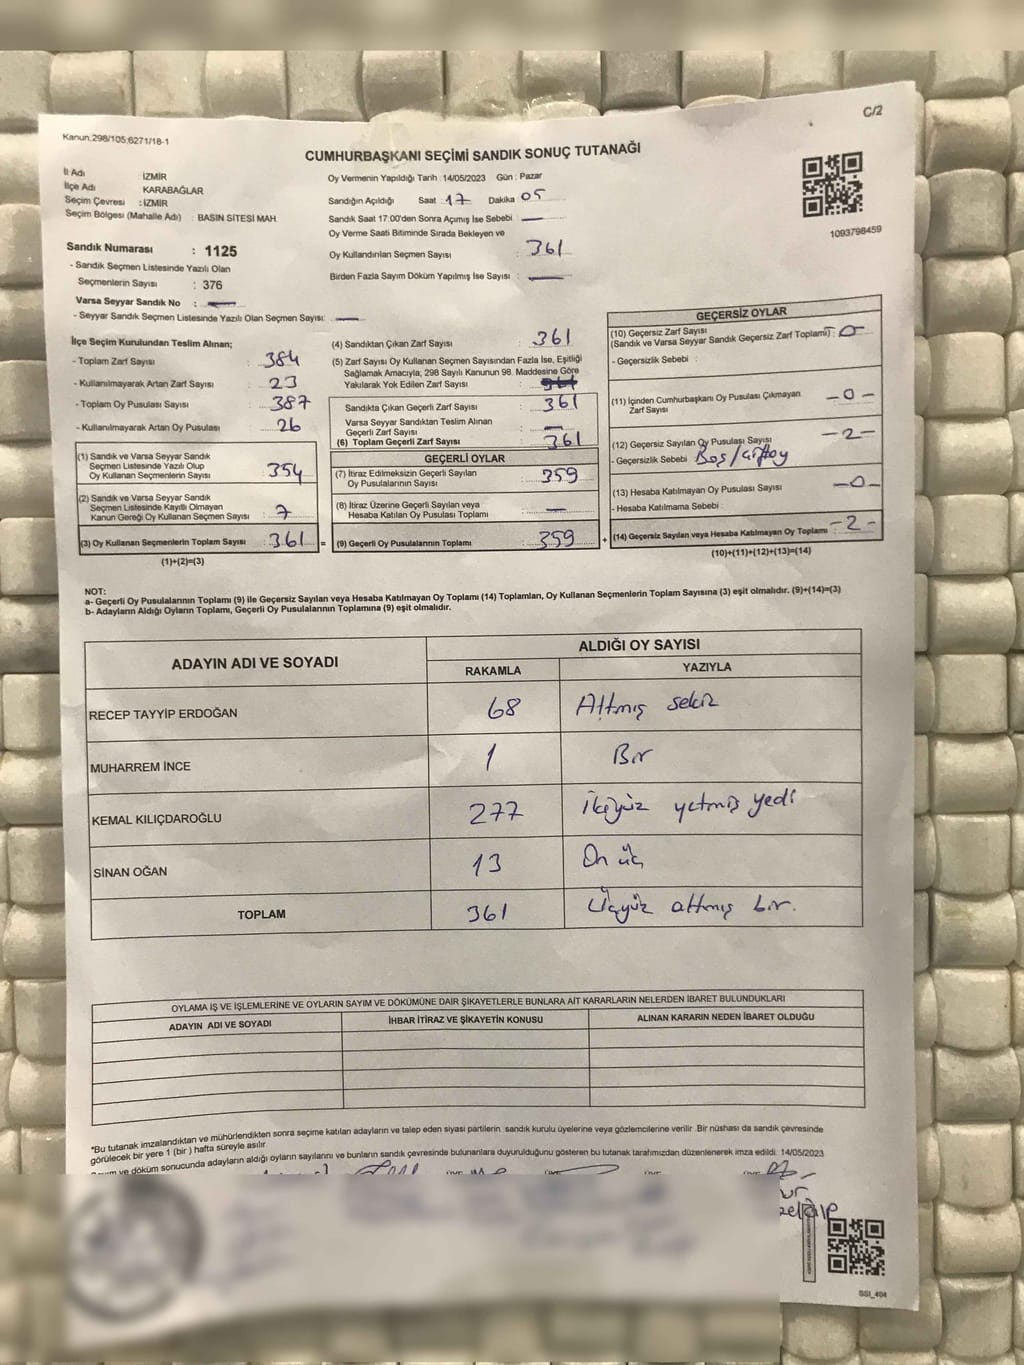 C/2
Kanun:298/105;6271/18-1
CUMHURBAŞKANI SEÇİMİ SANDIK SONUÇ TUTANAĞI
İl Adı : İZMİR
İlçe Adı : KARABAĞLAR
Seçim Çevresi : İZMİR
Seçim Bölgesi (Mahalle Adı) : BASIN SİTESİ MAH.
Sandık Numarası : 1125
- Sandık Seçmen Listesinde Yazılı Olan
Seçmenlerin Sayısı : 376
Varsa Seyyar Sandık No : —
- Seyyar Sandık Seçmen Listesinde Yazılı Olan Seçmen Sayısı: —
Oy Vermenin Yapıldığı Tarih :14/05/2023 Gün : Pazar
Sandığın Açıldığı Saat : 17 Dakika 05
Sandık Saat 17:00'den Sonra Açımış İse Sebebi : —
Oy Verme Saati Bitiminde Sırada Bekleyen ve
Oy Kullandırılan Seçmen Sayısı : 361
Birden Fazla Sayım Döküm Yapılmış İse Sayısı : —
1093798459
İlçe Seçim Kurulundan Teslim Alınan;
- Toplam Zarf Sayısı : 384
- Kullanılmayarak Artan Zarf Sayısı : 23
- Toplam Oy Pusulası Sayısı : 387
- Kullanılmayarak Artan Oy Pusulası : 26
(1) Sandık ve Varsa Seyyar Sandık
Seçmen Listesinde Yazılı Olup
Oy Kullanan Seçmenlerin Sayısı : 354
(2) Sandık ve Varsa Seyyar Sandık
Seçmen Listesinde Kayıtlı Olmayan
Kanun Gereği Oy Kullanan Seçmen Sayısı : 7
(3) Oy Kullanan Seçmenlerin Toplam Sayısı : 361 =
(1)+(2)=(3)
(4) Sandıktan Çıkan Zarf Sayısı : 361
(5) Zarf Sayısı Oy Kullanan Seçmen Sayısından Fazla İse, Eşitliği
Sağlamak Amacıyla, 298 Sayılı Kanunun 98. Maddesine Göre
Yakılarak Yok Edilen Zarf Sayısı :
Sandıkta Çıkan Geçerli Zarf Sayısı : 361
Varsa Seyyar Sandıktan Teslim Alınan
Geçerli Zarf Sayısı : —
(6) Toplam Geçerli Zarf Sayısı : 361
GEÇERLİ OYLAR
(7) İtiraz Edilmeksizin Geçerli Sayılan
Oy Pusulalarının Sayısı : 359
(8) İtiraz Üzerine Geçerli Sayılan veya
Hesaba Katılan Oy Pusulası Toplamı : —
(9) Geçerli Oy Pusulalarının Toplamı : 359 +
GEÇERSİZ OYLAR
(10) Geçersiz Zarf Sayısı
(Sandık ve Varsa Seyyar Sandık Geçersiz Zarf Toplamı) : 0
- Geçersizlik Sebebi :
(11) İçinden Cumhurbaşkanı Oy Pusulası Çıkmayan
Zarf Sayısı : -0-
(12) Geçersiz Sayılan Oy Pusulası Sayısı : -2-
- Geçersizlik Sebebi : Boş/çift oy
(13) Hesaba Katılmayan Oy Pusulası Sayısı : -0-
- Hesaba Katılmama Sebebi :
(14) Geçersiz Sayılan veya Hesaba Katılmayan Oy Toplamı : -2-
(10)+(11)+(12)+(13)=(14)
NOT:
a- Geçerli Oy Pusulalarının Toplamı (9) ile Geçersiz Sayılan veya Hesaba Katılmayan Oy Toplamı (14) Toplamları, Oy Kullanan Seçmenlerin Toplam Sayısına (3) eşit olmalıdır. (9)+(14)=(3)
b- Adayların Aldığı Oyların Toplamı, Geçerli Oy Pusulalarının Toplamına (9) eşit olmalıdır.
ADAYIN ADI VE SOYADI
ALDIĞI OY SAYISI
RAKAMLA YAZIYLA
RECEP TAYYİP ERDOĞAN 68 Altmış sekiz
MUHARREM İNCE 1 Bir
KEMAL KILIÇDAROĞLU 277 İkiyüz yetmiş yedi
SİNAN OĞAN 13 On üç
TOPLAM 361 Üçyüz altmış bir.
OYLAMA İŞ VE İŞLEMLERİNE VE OYLARIN SAYIM VE DÖKÜMÜNE DAİR ŞİKAYETLERLE BUNLARA AİT KARARLARIN NELERDEN İBARET BULUNDUKLARI
ADAYIN ADI VE SOYADI İHBAR İTİRAZ VE ŞİKAYETİN KONUSU ALINAN KARARIN NEDEN İBARET OLDUĞU
*Bu tutanak imzalandıktan ve mühürlendikten sonra seçime katılan adayların ve talep eden siyasi partilerin sandık kurulu üyelerine veya gözlemcilerine verilir. Bir nüshası da sandık çevresinde
görülecek bir yere 1 (bir) hafta süreyle asılır.
ve döküm sonucunda adayların aldığı oyların sayılarını ve bunların sandık çevresinde bulunanlara duyurulduğunu gösteren bu tutanak tarafımızdan düzenlenerek imza edildi. 14/05/2023
SSI_404